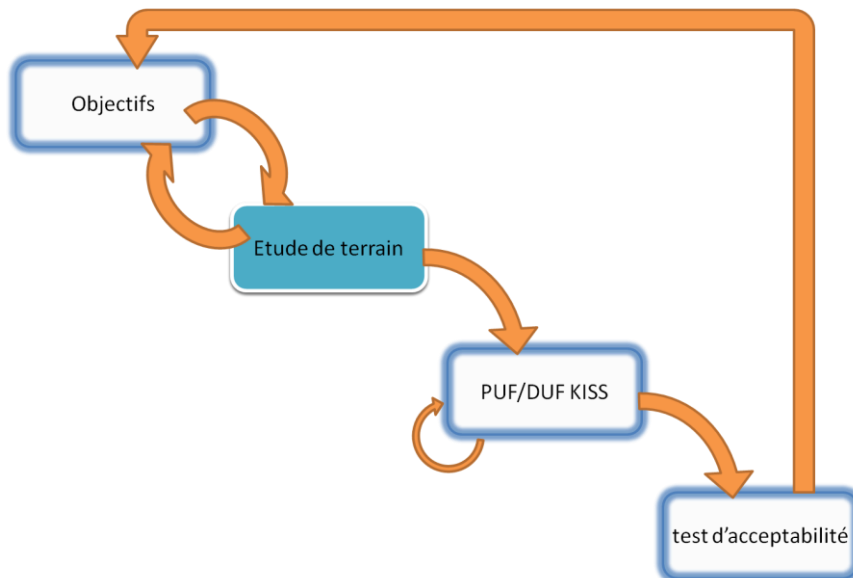 Objectifs
Etude de terrain
PUF/DUF KISS
test d'acceptabilité